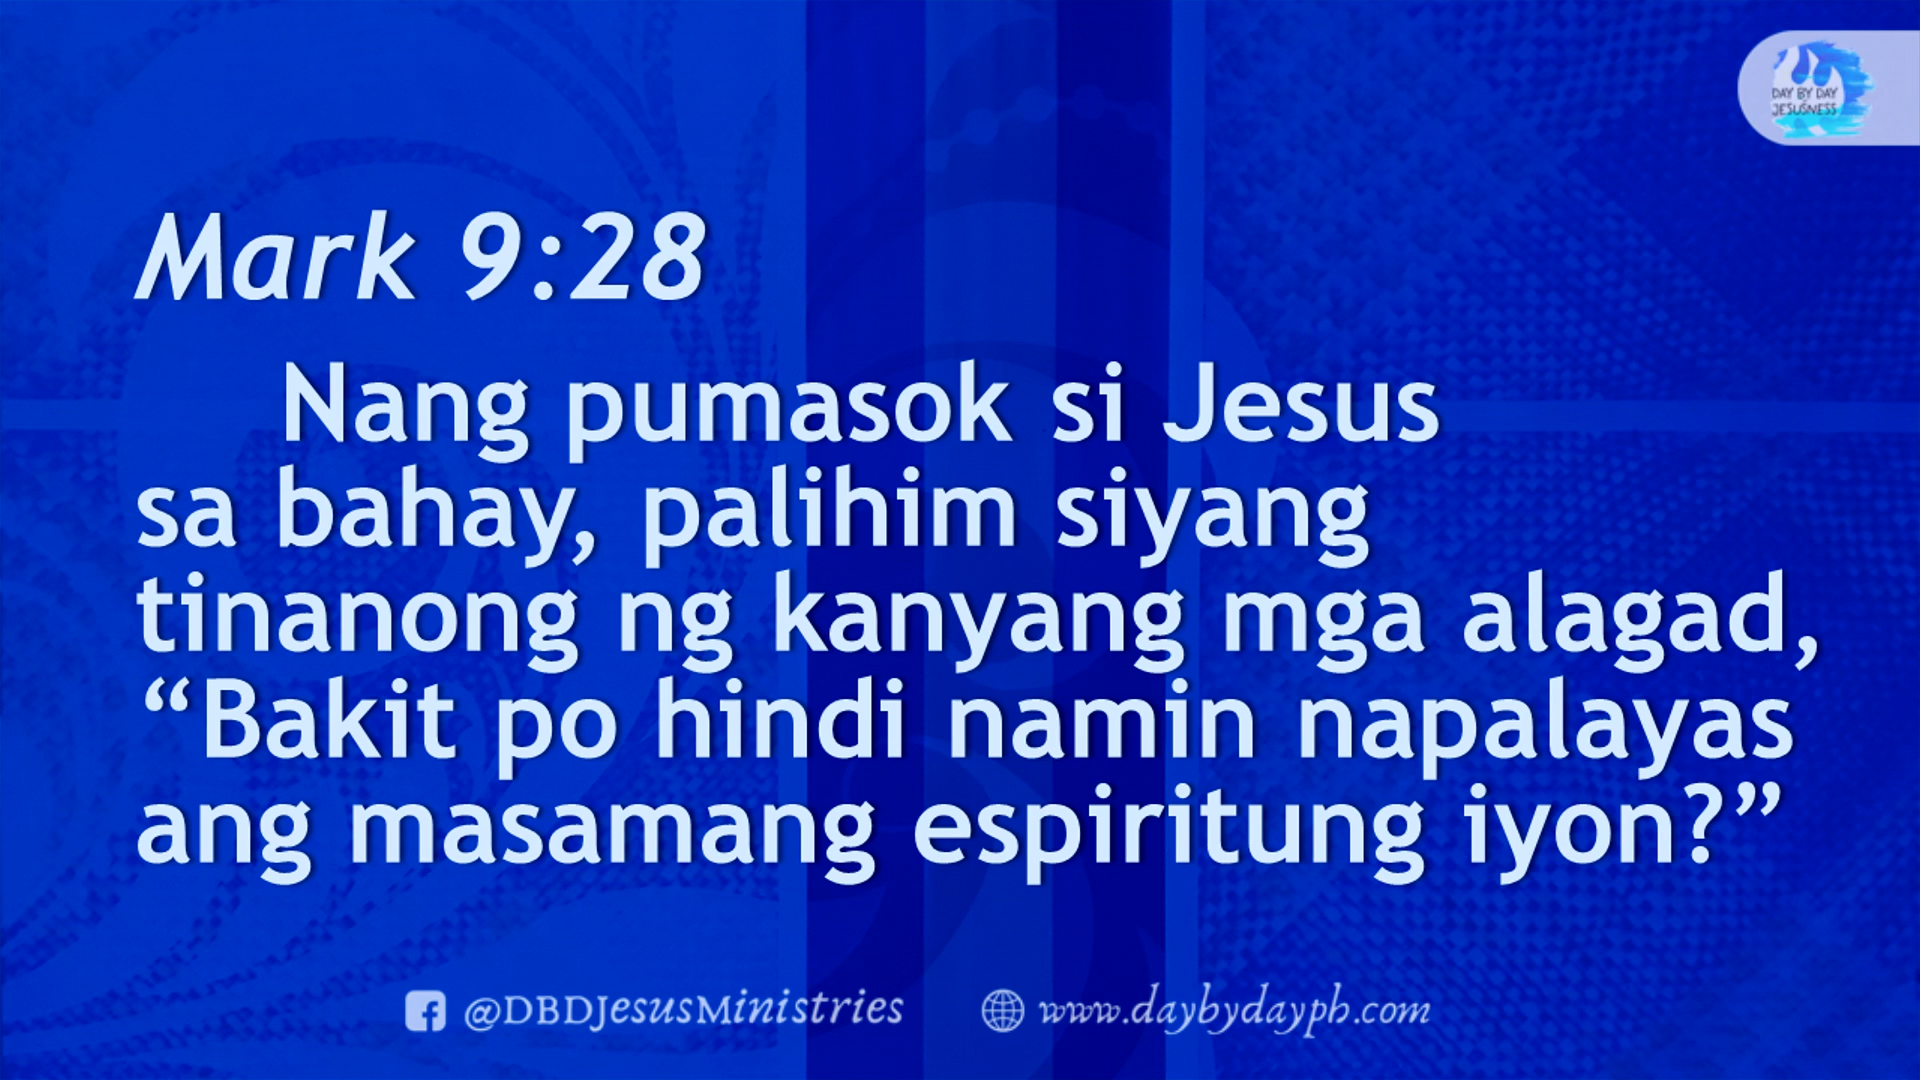 DAY BY DAY
JESUSNESS
Mark 9:28
Nang pumasok si Jesus
sa bahay, palihim siyang
tinanong ng kanyang mga alagad,
“Bakit po hindi namin napalayas
ang masamang espiritung iyon?”
@DBDJesusMinistries
www.daybydayph.com